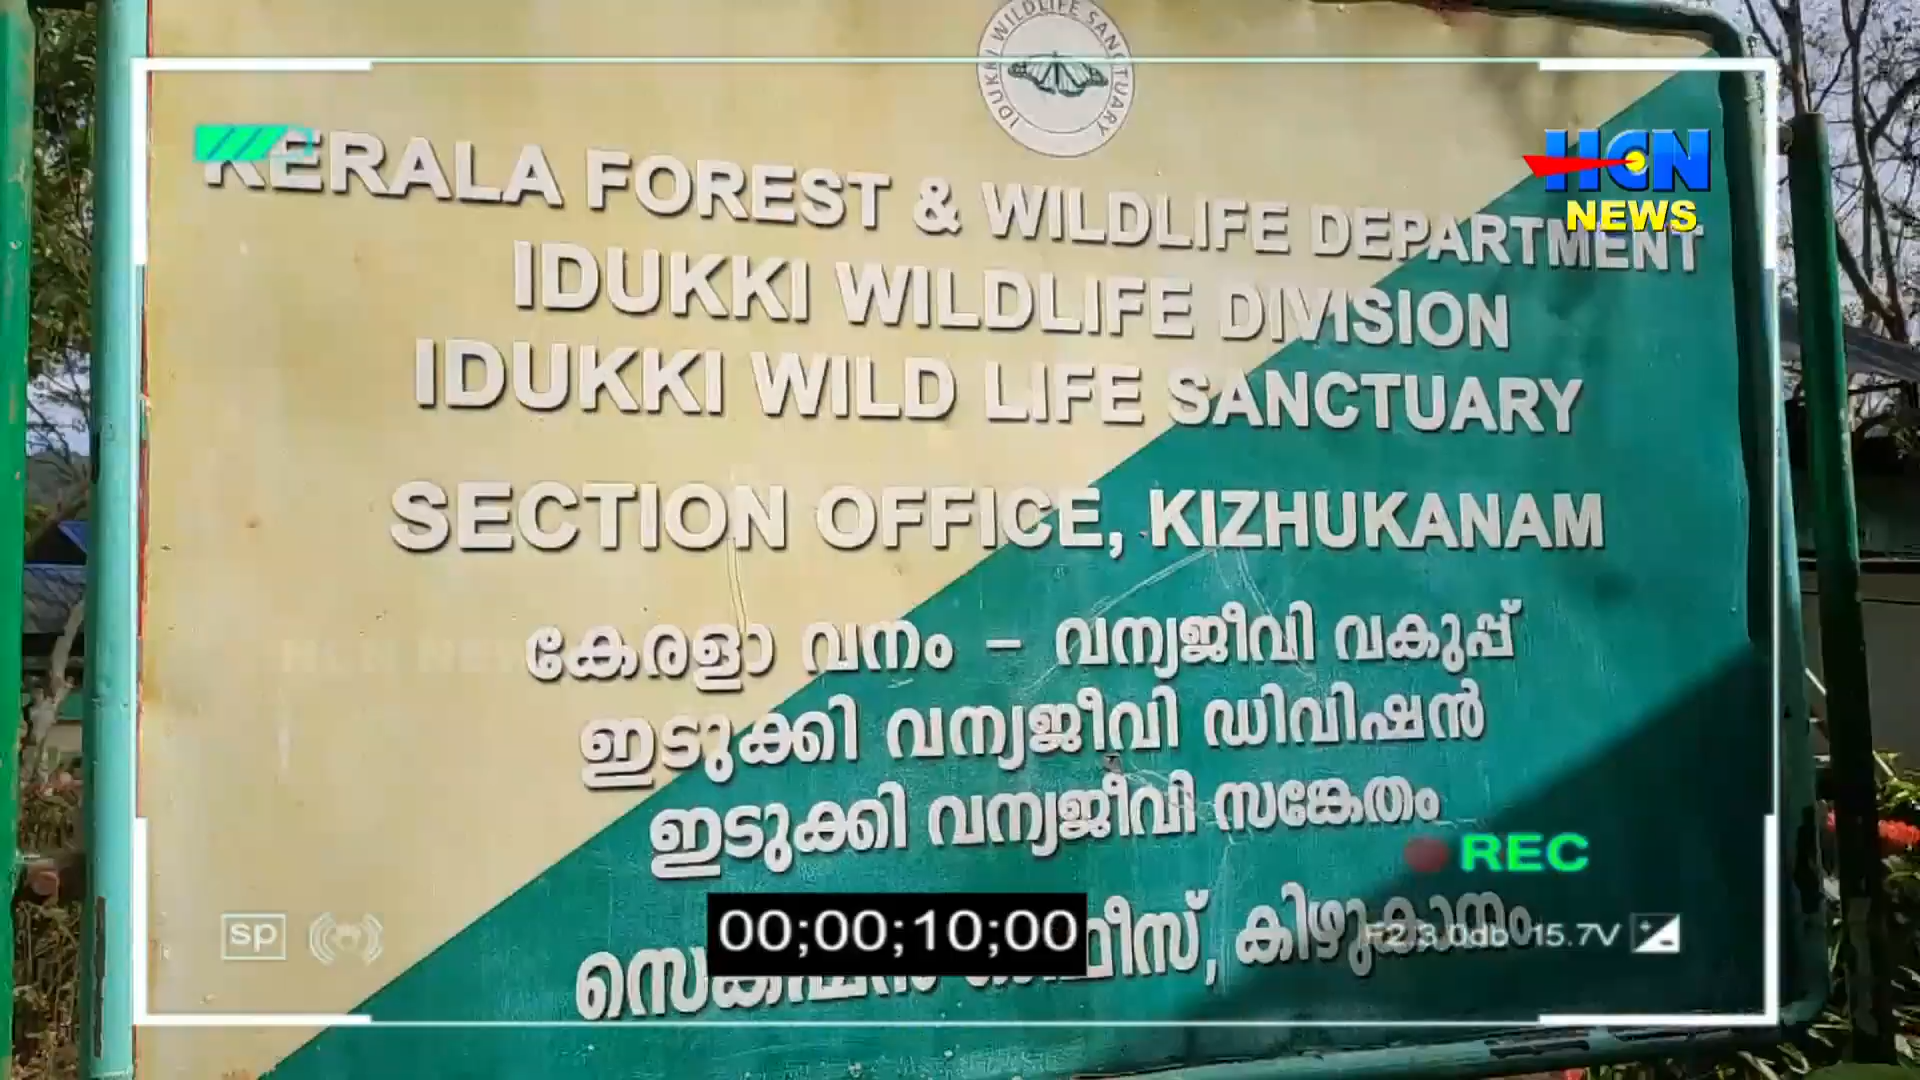 IDUKKI WILDLIFE SANCTUARY
KERALA FOREST & WILDLIFE DEPARTMENT
HCN
NEWS
IDUKKI WILDLIFE DIVISION
IDUKKI WILD LIFE SANCTUARY
SECTION OFFICE, KIZHUKANAM
കേരളാ വനം – വന്യജീവി വകുപ്പ്
ഇടുക്കി വന്യജീവി ഡിവിഷൻ
ഇടുക്കി വന്യജീവി സങ്കേതം
REC
sp
00;00;10;00
കിഴുകാനം
15.7V